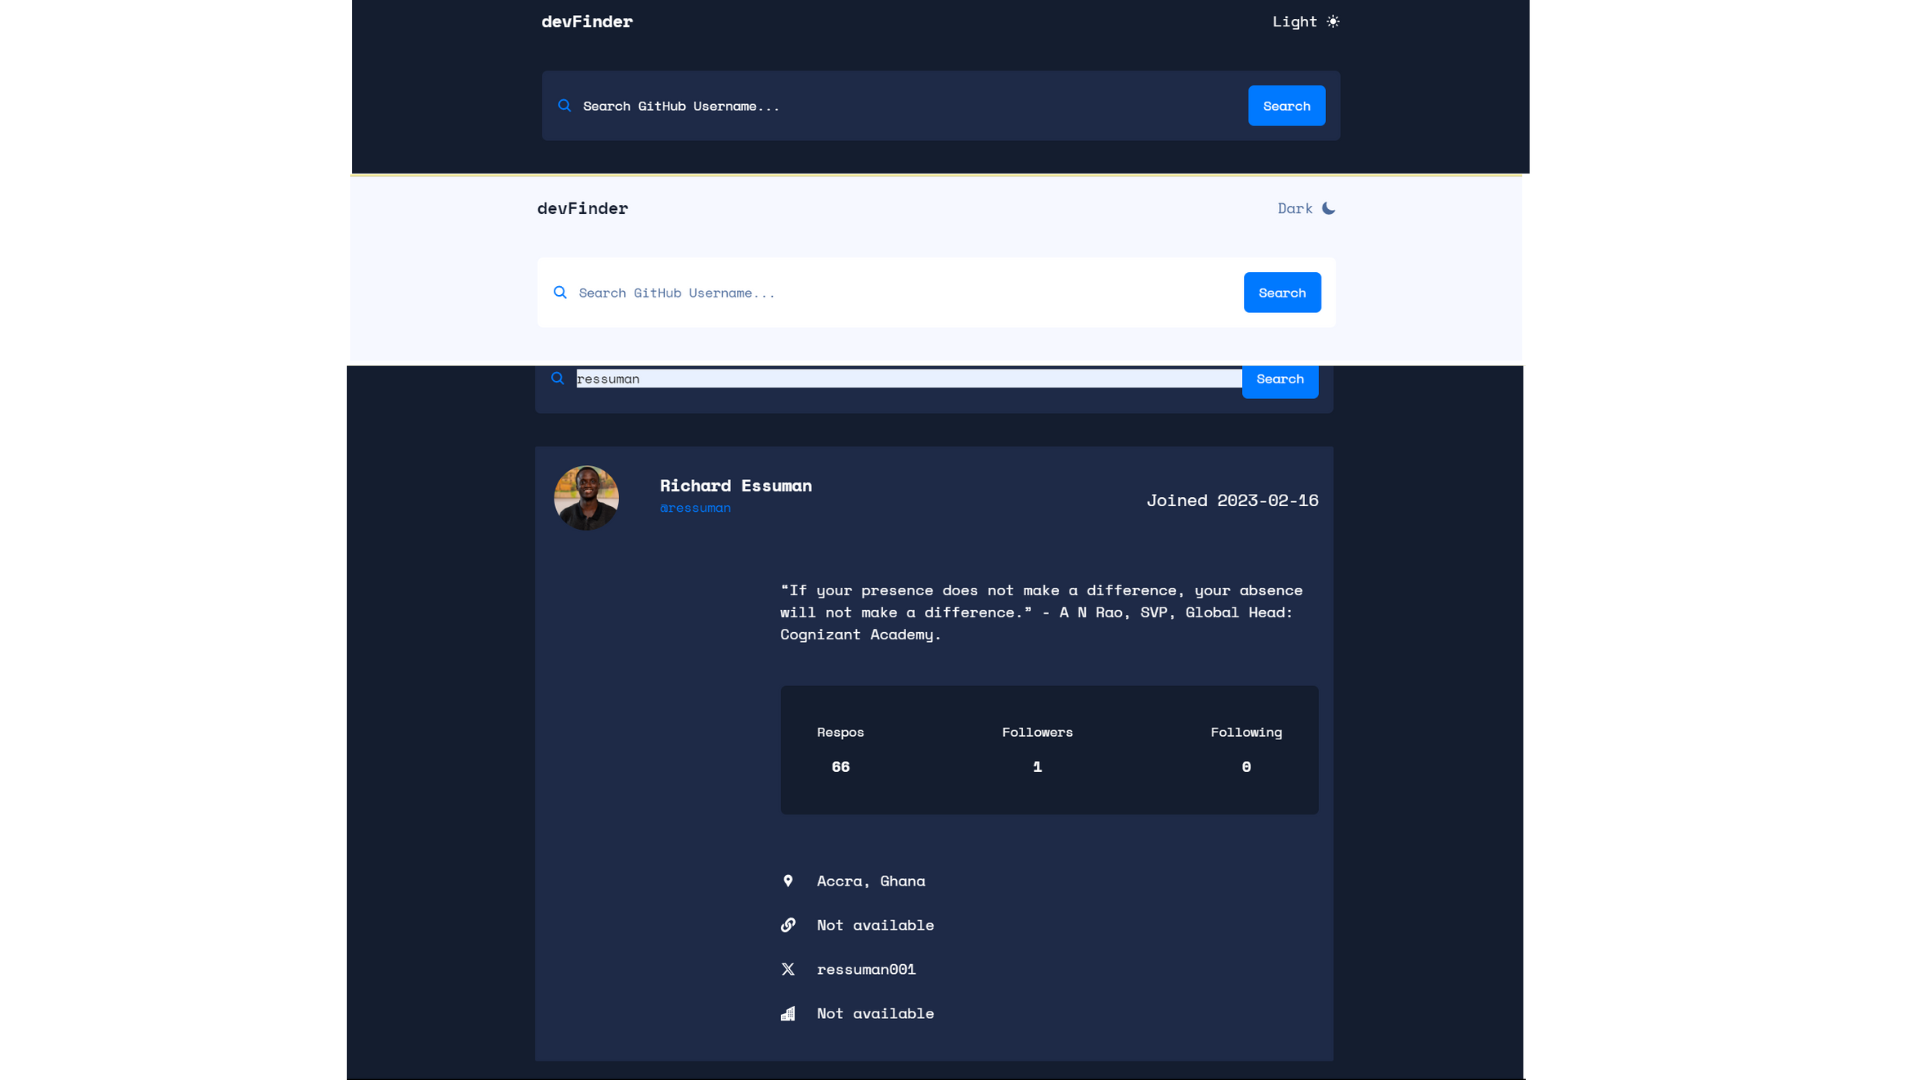 devFinder
Light
Search GitHub Username...
Search
devFinder
Dark
Search GitHub Username...
Search
ressuman
Search
Richard Essuman
@ressuman
Joined 2023-02-16
“If your presence does not make a difference, your absence
will not make a difference.” - A N Rao, SVP, Global Head:
Cognizant Academy.
Respos
Followers
Following
66
1
0
Accra, Ghana
Not available
ressuman001
Not available